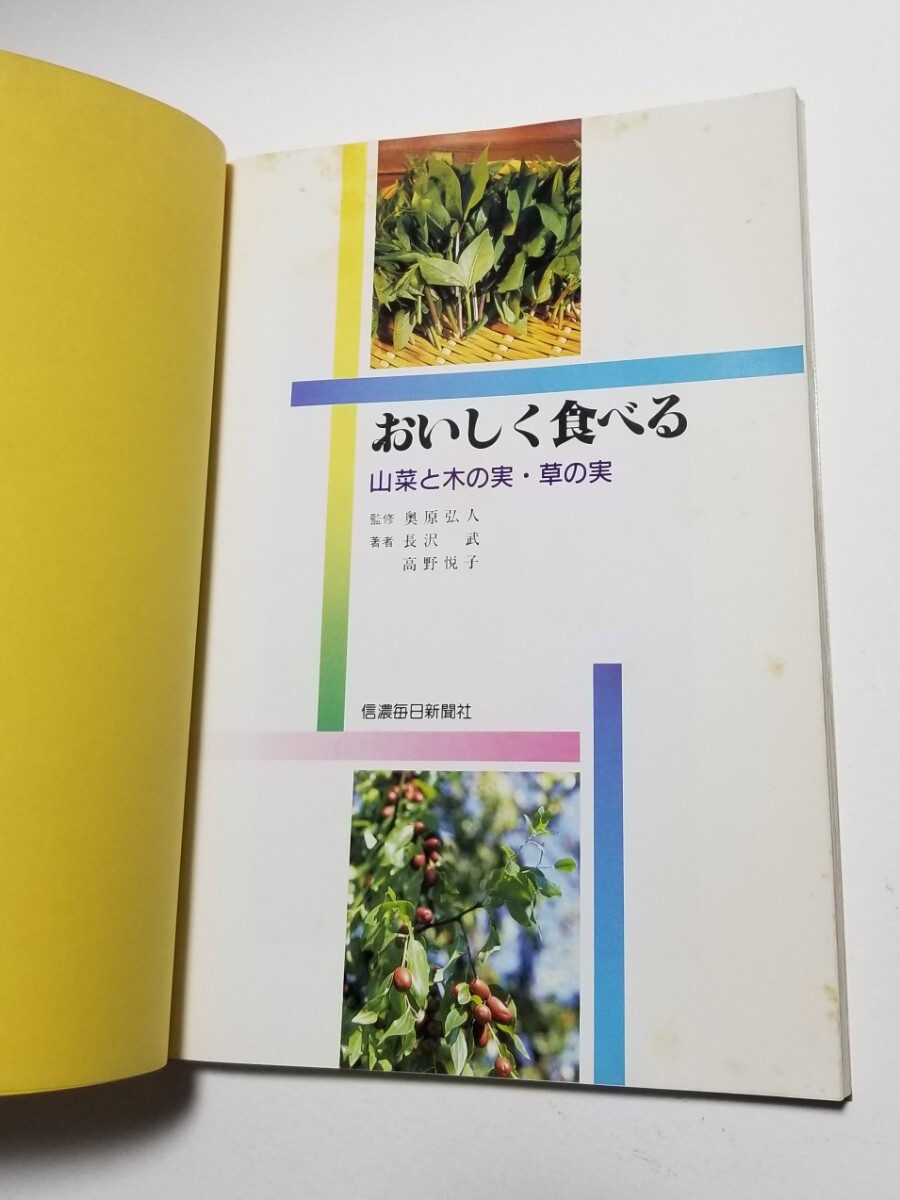 おいしく食べる
山菜と木の実・草の実
監修 奥原弘人
著者 長沢 武
高野悦子
信濃毎日新聞社